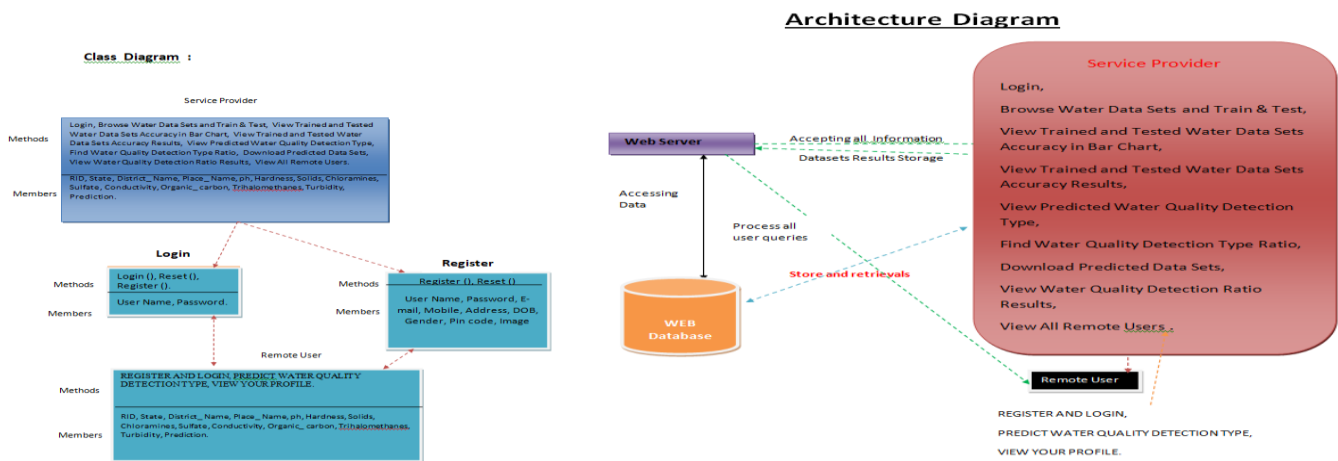 Class Diagram :
Service Provider
Methods
Login, Browse Water Data Sets and Train & Test, View Trained and Tested
Water Data Sets Accuracy in Bar Chart, View Trained and Tested Water
Data Sets Accuracy Results, View Predicted Water Quality Detection Type,
Find Water Quality Detection Type Ratio, Download Predicted Data Sets,
View Water Quality Detection Ratio Results, View All Remote Users.
Members
RID, State, District_ Name, Place_ Name, ph, Hardness, Solids, Chloramines,
Sulfate, Conductivity, Organic_ carbon, Trihalomethanes, Turbidity,
Prediction.
Login
Methods
Login (), Reset (),
Register ().
Members
User Name, Password.
Register
Methods
Register (), Reset ()
Members
User Name, Password, E-
mail, Mobile, Address, DOB,
Gender, Pin code, Image
Remote User
Methods
REGISTER AND LOGIN, PREDICT WATER QUALITY
DETECTION TYPE, VIEW YOUR PROFILE.
Members
RID, State, District_ Name, Place_ Name, ph, Hardness, Solids,
Chloramines, Sulfate, Conductivity, Organic_ carbon, Trihalomethanes,
Turbidity, Prediction.
Architecture Diagram
Web Server
Accepting all Information
Datasets Results Storage
Accessing
Data
Process all
user queries
Store and retrievals
WEB
Database
Service Provider
Login,
Browse Water Data Sets and Train & Test,
View Trained and Tested Water Data Sets
Accuracy in Bar Chart,
View Trained and Tested Water Data Sets
Accuracy Results,
View Predicted Water Quality Detection
Type,
Find Water Quality Detection Type Ratio,
Download Predicted Data Sets,
View Water Quality Detection Ratio
Results,
View All Remote Users .
Remote User
REGISTER AND LOGIN,
PREDICT WATER QUALITY DETECTION TYPE,
VIEW YOUR PROFILE.